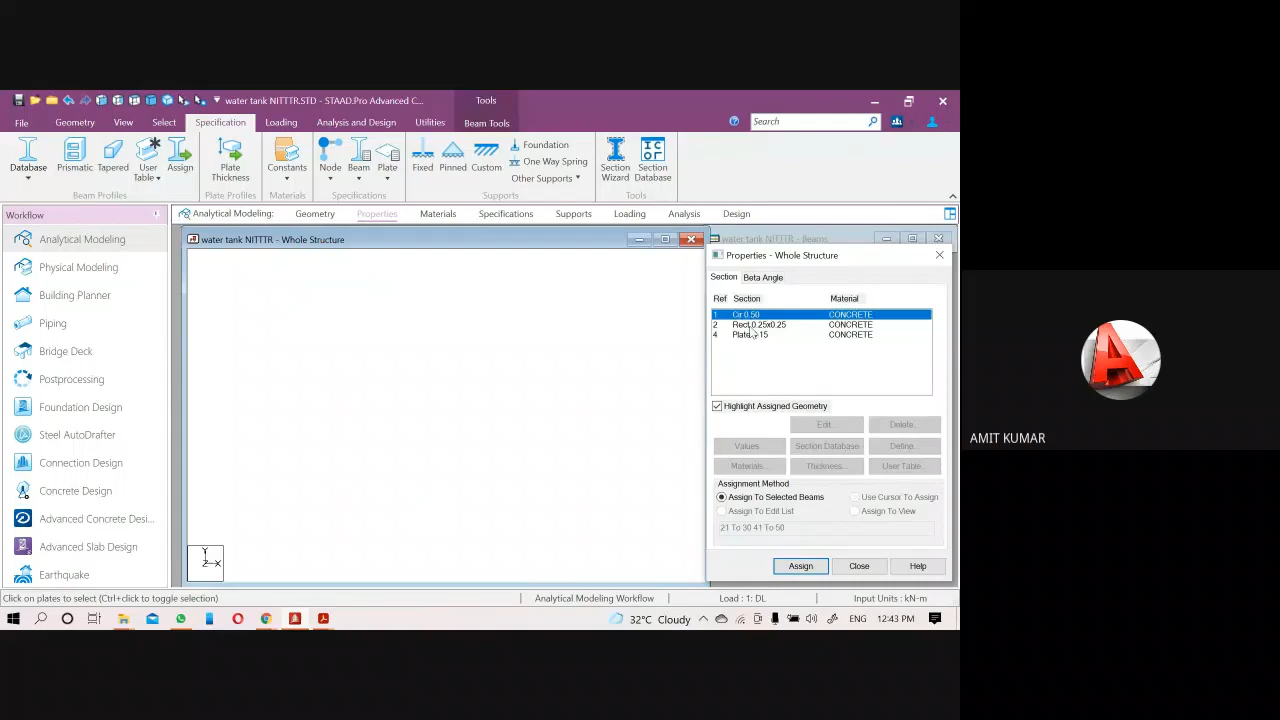 water tank NITTTR.STD - STAAD.Pro Advanced C...
Tools
File
Geometry
View
Select
Specification
Loading
Analysis and Design
Utilities
Beam Tools
Search
Database
Prismatic
Tapered
User Table
Assign
Plate Thickness
Constants
Node
Beam
Plate
Fixed
Pinned
Custom
Foundation
One Way Spring
Other Supports
Section Wizard
Section Database
Beam Profiles
Plate Profiles
Materials
Specifications
Supports
Tools
Workflow
Analytical Modeling:
Geometry
Properties
Materials
Specifications
Supports
Loading
Analysis
Design
Analytical Modeling
Physical Modeling
Building Planner
Piping
Bridge Deck
Postprocessing
Foundation Design
Steel AutoDrafter
Connection Design
Concrete Design
Advanced Concrete Desi...
Advanced Slab Design
Earthquake
water tank NITTTR - Whole Structure
water tank NITTTR - Beams
Y
Z X
Properties - Whole Structure
Section
Beta Angle
Ref Section Material
1 Cir 0.50 CONCRETE
2 Rect 0.25x0.25 CONCRETE
4 CONCRETE
Highlight Assigned Geometry
Edit...
Delete...
Values...
Section Database
Define...
Materials...
Thickness...
User Table...
Assignment Method
Assign To Selected Beams
Use Cursor To Assign
Assign To Edit List
Assign To View
21 To 30 41 To 50
Assign
Close
Help
Click on plates to select (Ctrl+click to toggle selection)
Analytical Modeling Workflow
Load : 1: DL
Input Units : kN-m
32°C Cloudy
ENG
12:43 PM
AMIT KUMAR